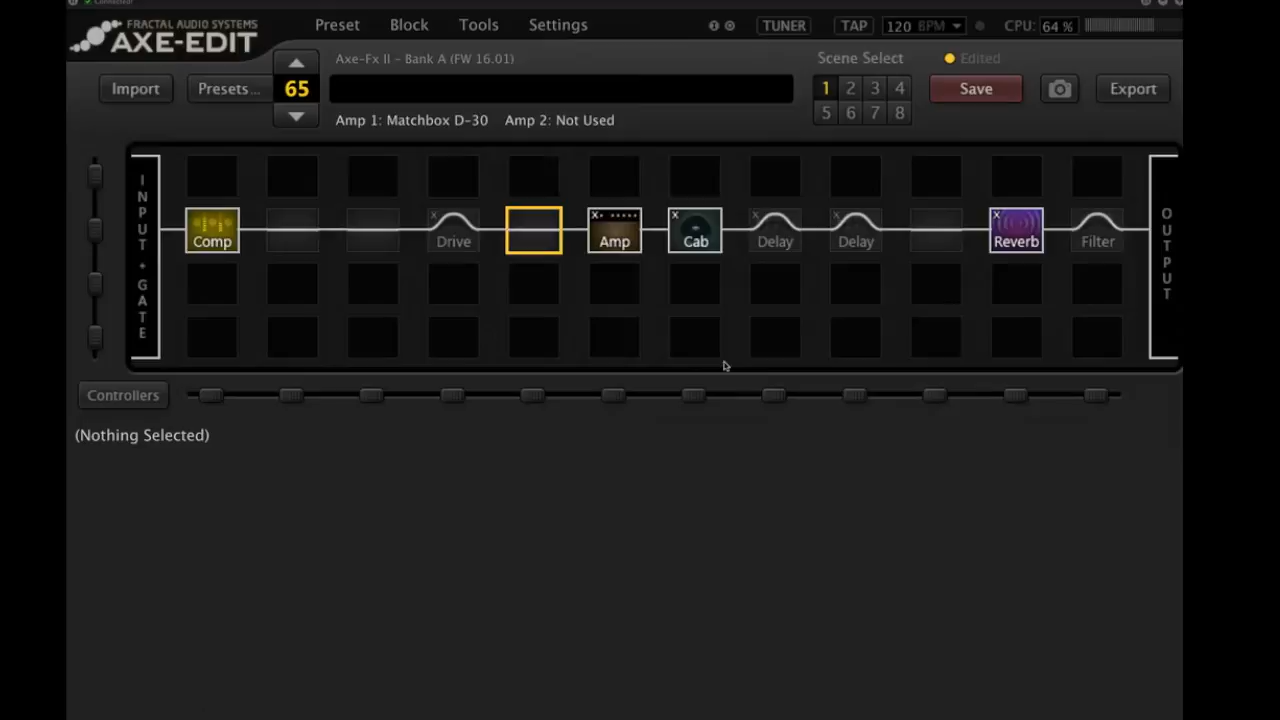 Connected
FRACTAL AUDIO SYSTEMS
AXE-EDIT
Preset Block Tools Settings
TUNER TAP 120 BPM CPU: 64 %
Axe-Fx II – Bank A (FW 16.01)
Scene Select Edited
Import Presets... 65
1 2 3 4
5 6 7 8
Save Export
Amp 1: Matchbox D-30 Amp 2: Not Used
INPUT + GATE
X X X X X X
Comp Drive Amp Cab Delay Delay Reverb Filter
OUTPUT
Controllers
(Nothing Selected)